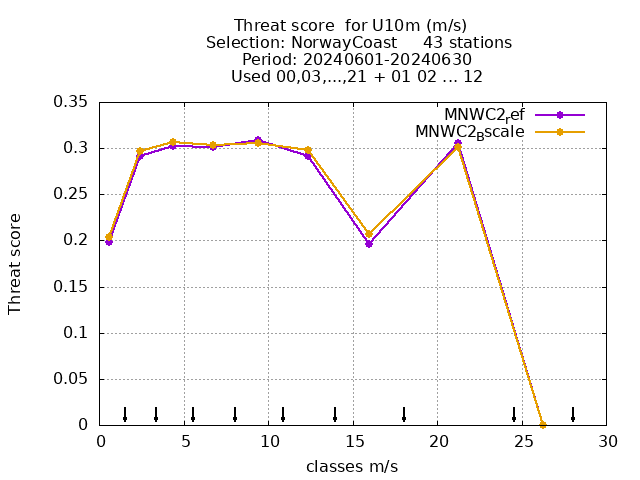 Threat score  for U10m (m/s)
Selection: NorwayCoast     43 stations
Period: 20240601-20240630
Used 00,03,...,21 + 01 02 ... 12
0.35
MNWC2ref
MNWC2Bscale
0.3
0.25
0.2
0.15
0.1
0.05
0
Threat score
0 5 10 15 20 25 30
classes m/s